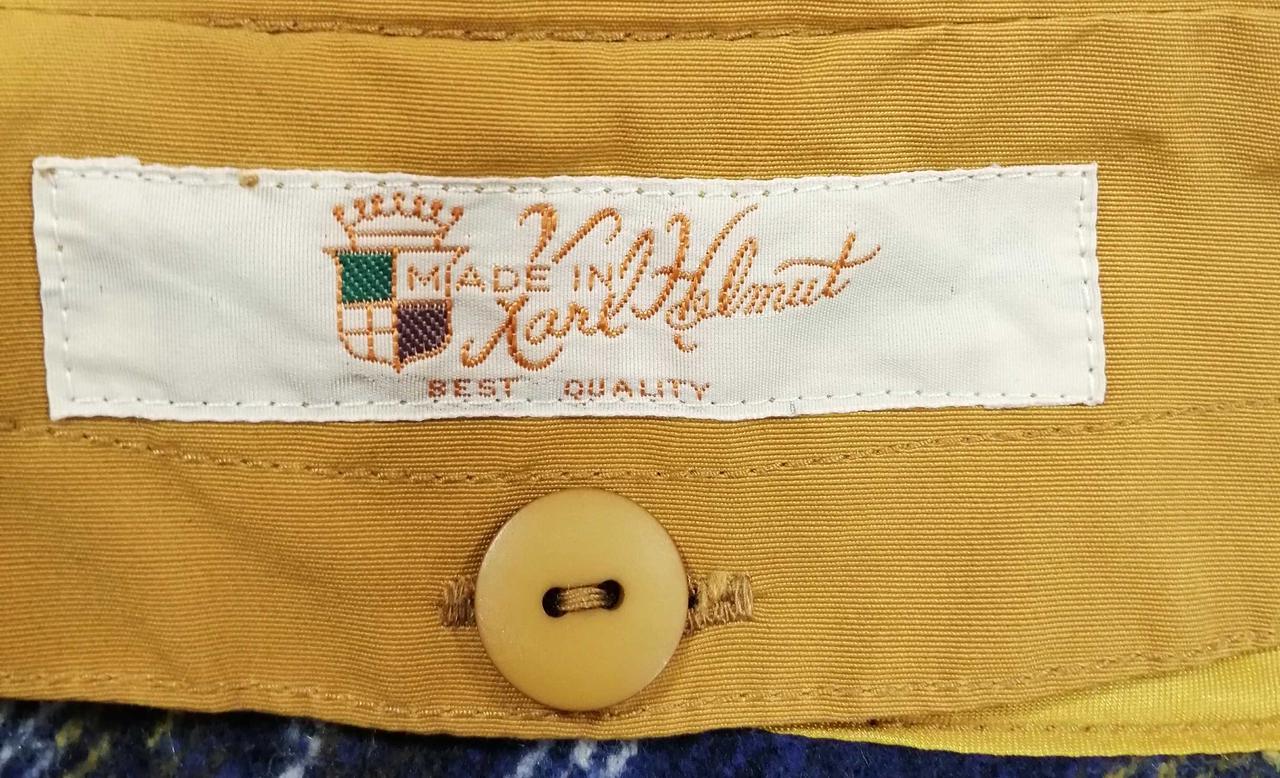 MADE IN
Karl Helmut
BEST QUALITY